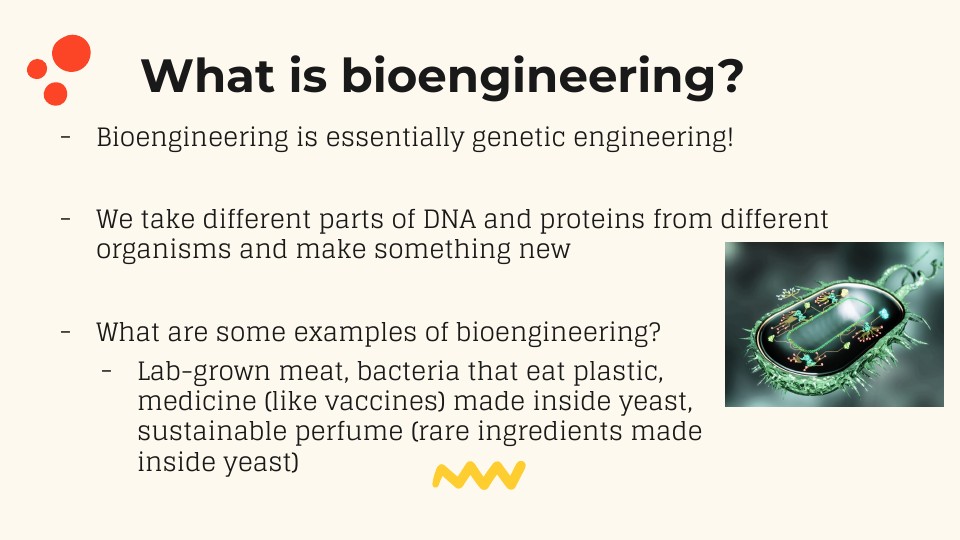 What is bioengineering?
- Bioengineering is essentially genetic engineering!
- We take different parts of DNA and proteins from different
organisms and make something new
- What are some examples of bioengineering?
- Lab-grown meat, bacteria that eat plastic,
medicine (like vaccines) made inside yeast,
sustainable perfume (rare ingredients made
inside yeast)